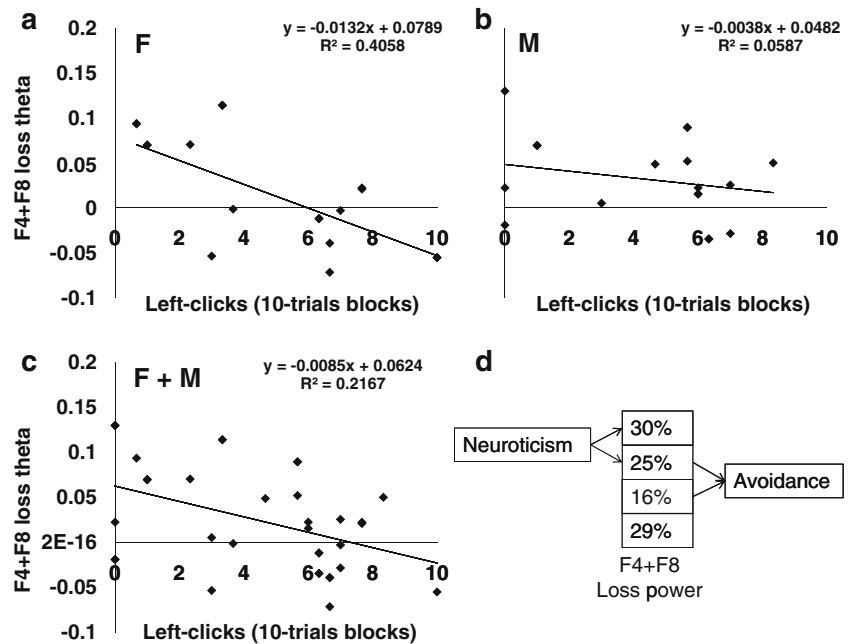 a
F
y = -0.0132x + 0.0789
R² = 0.4058
0.2
0.15
0.1
0.05
0
-0.05
-0.1
F4+F8 loss theta
0 2 4 6 8 10
Left-clicks (10-trials blocks)
b
M
y = -0.0038x + 0.0482
R² = 0.0587
0 2 4 6 8 10
Left-clicks (10-trials blocks)
c
F + M
y = -0.0085x + 0.0624
R² = 0.2167
0.2
0.15
0.1
0.05
2E-16
-0.05
-0.1
F4+F8 loss theta
0 2 4 6 8 10
Left-clicks (10-trials blocks)
d
Neuroticism
30%
25%
16%
29%
Avoidance
F4+F8
Loss power